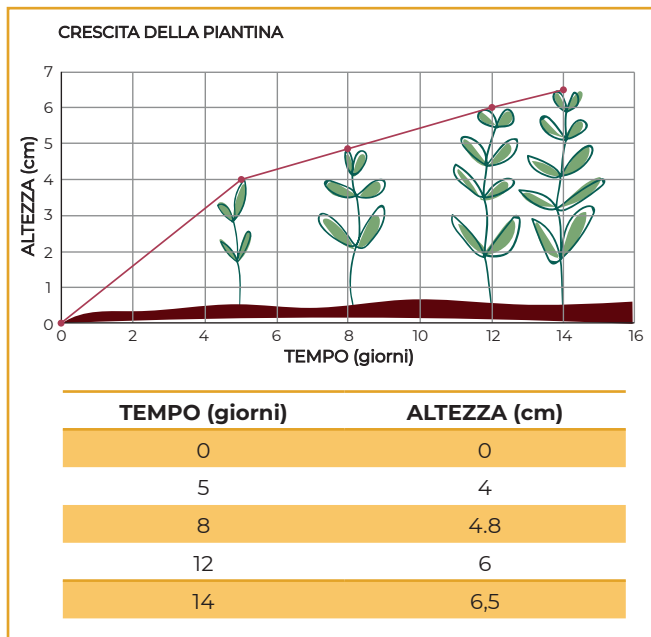 CRESCITA DELLA PIANTINA
ALTEZZA (cm)
7
6
5
4
3
2
1
0
0 2 4 6 8 10 12 14 16
TEMPO (giorni)
TEMPO (giorni) ALTEZZA (cm)
0 0
5 4
8 4.8
12 6
14 6,5